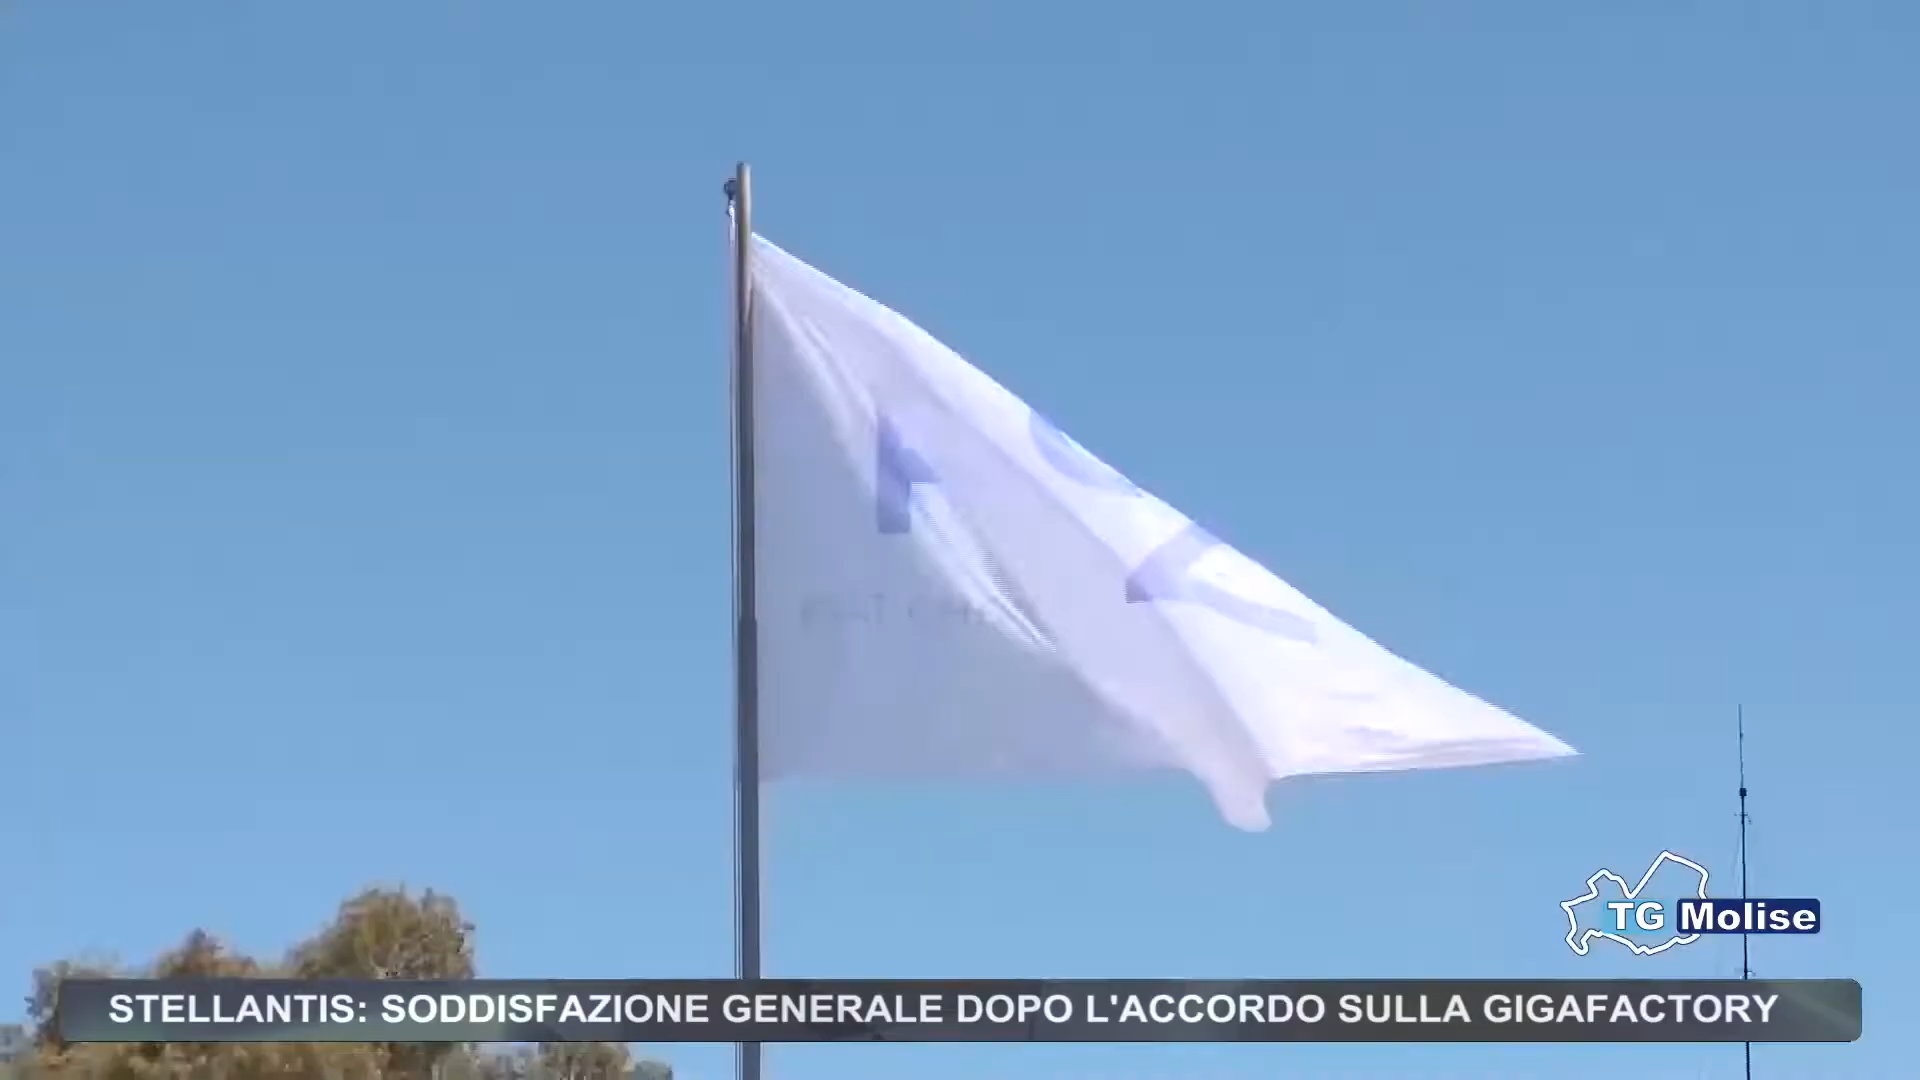 TG Molise
STELLANTIS: SODDISFAZIONE GENERALE DOPO L'ACCORDO SULLA GIGAFACTORY